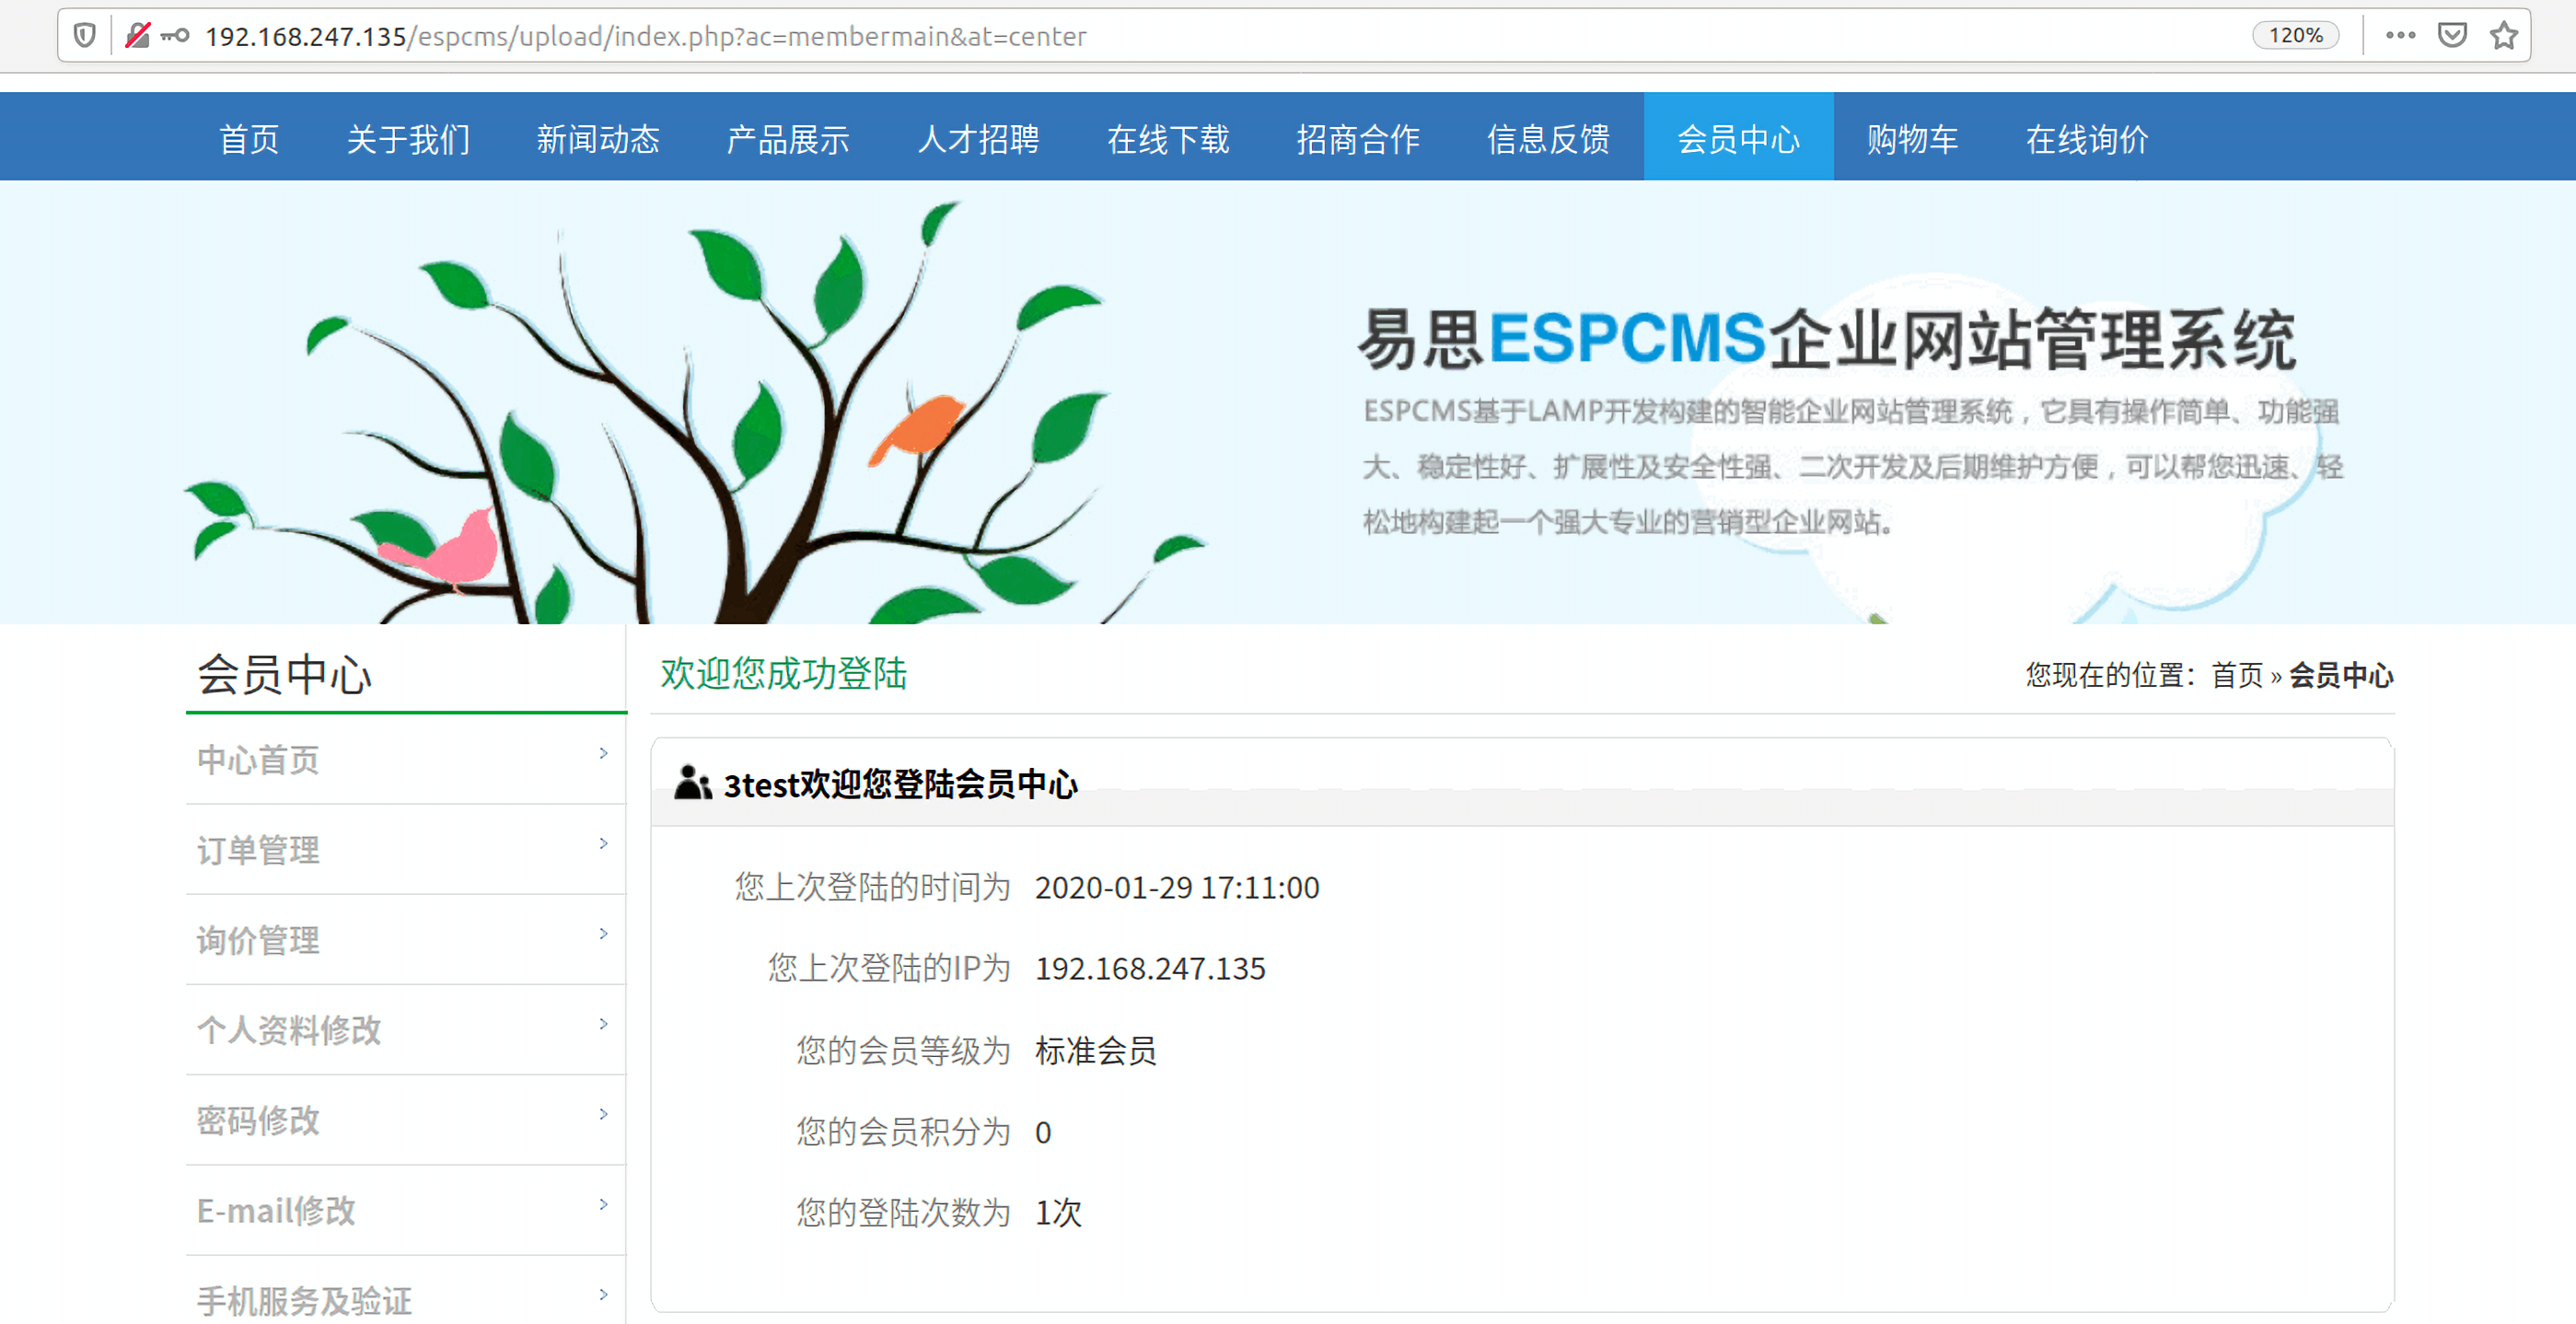 192.168.247.135/espcms/upload/index.php?ac=membermain&at=center
120%
首页 关于我们 新闻动态 产品展示 人才招聘 在线下载 招商合作 信息反馈 会员中心 购物车 在线询价
易思ESPCMS企业网站管理系统
ESPCMS基于LAMP开发构建的智能企业网站管理系统，它具有操作简单、功能强
大、稳定性好、扩展性及安全性强、二次开发及后期维护方便，可以帮您迅速、轻
松地构建起一个强大专业的营销型企业网站。
会员中心
中心首页
订单管理
询价管理
个人资料修改
密码修改
E-mail修改
手机服务及验证
欢迎您成功登陆
您现在的位置：首页 » 会员中心
3test欢迎您登陆会员中心
您上次登陆的时间为 2020-01-29 17:11:00
您上次登陆的IP为 192.168.247.135
您的会员等级为 标准会员
您的会员积分为 0
您的登陆次数为 1次